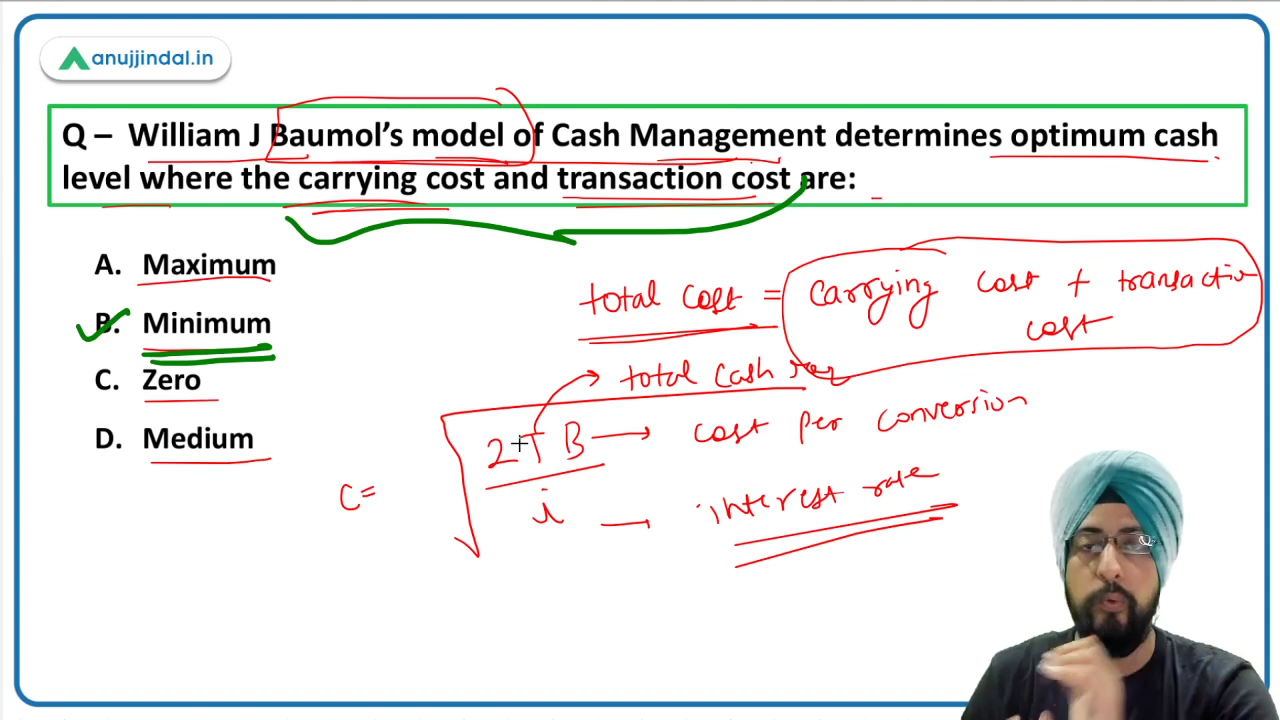 anujjindal.in
Q – William J Baumol's model of Cash Management determines optimum cash
level where the carrying cost and transaction cost are:
A. Maximum
B. Minimum
C. Zero
D. Medium
total cost = carrying cost + transaction
cost
total cash req
2TB → cost per conversion
C=
i → interest rate